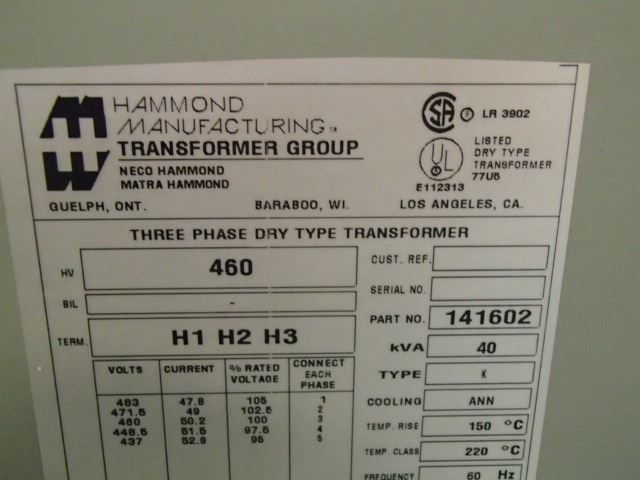 HAMMOND
MANUFACTURING TM
TRANSFORMER GROUP
NECO HAMMOND
MATRA HAMMOND
GUELPH, ONT. BARABOO, WI. LOS ANGELES, CA.
SA LR 3902
UL
LISTED
DRY TYPE
TRANSFORMER
77U5
E112313
THREE PHASE DRY TYPE TRANSFORMER
HV 460
BIL -
TERM. H1 H2 H3
CUST. REF.
SERIAL NO.
PART NO. 141602
kVA 40
TYPE K
COOLING ANN
TEMP. RISE 150 °C
TEMP. CLASS 220 °C
FREQUENCY 60 Hz
VOLTS CURRENT % RATED VOLTAGE CONNECT EACH PHASE
483 47.8 105 1
471.5 49 102.5 2
460 50.2 100 3
448.5 51.5 97.5 4
437 52.8 95 5